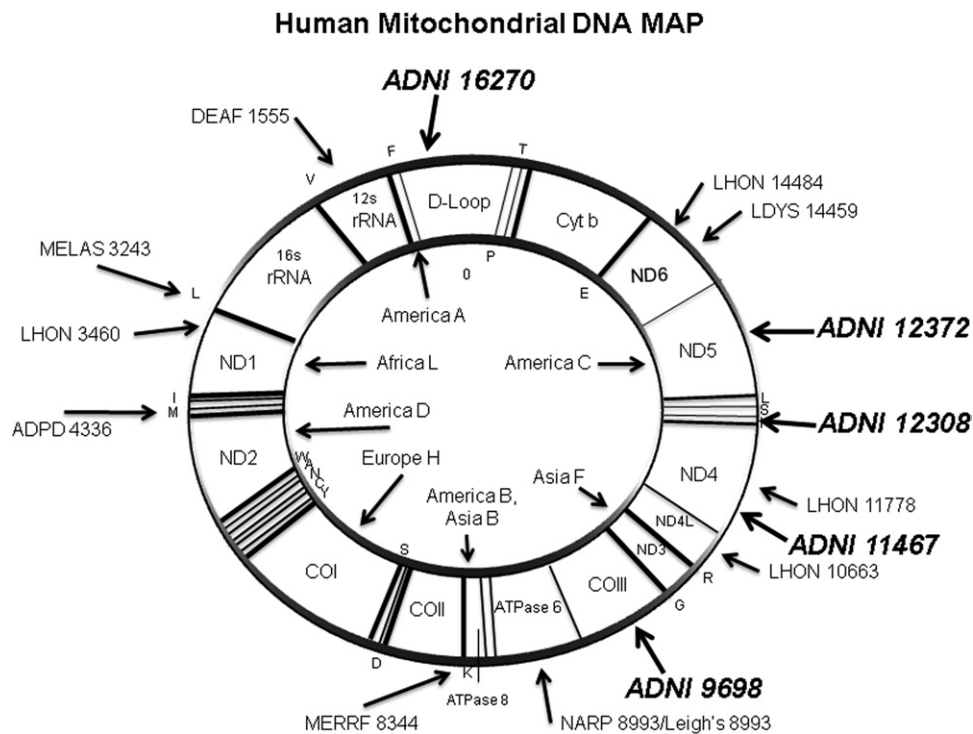 Human Mitochondrial DNA MAP
ADNI 16270
DEAF 1555
F
T
V
12s
rRNA
D-Loop
Cyt b
LHON 14484
LDYS 14459
MELAS 3243
16s
rRNA
P
0
E
ND6
L
America A
LHON 3460
ND1
Africa L
America C
ND5
ADNI 12372
I
M
America D
L
S
ADNI 12308
ADPD 4336
ND2
W
A
N
C
Y
Europe H
America B,
Asia B
Asia F
ND4
LHON 11778
ND4L
ADNI 11467
S
ND3
LHON 10663
COI
COII
ATPase 6
COIII
R
G
D
K
ATPase 8
ADNI 9698
MERRF 8344
NARP 8993/Leigh's 8993